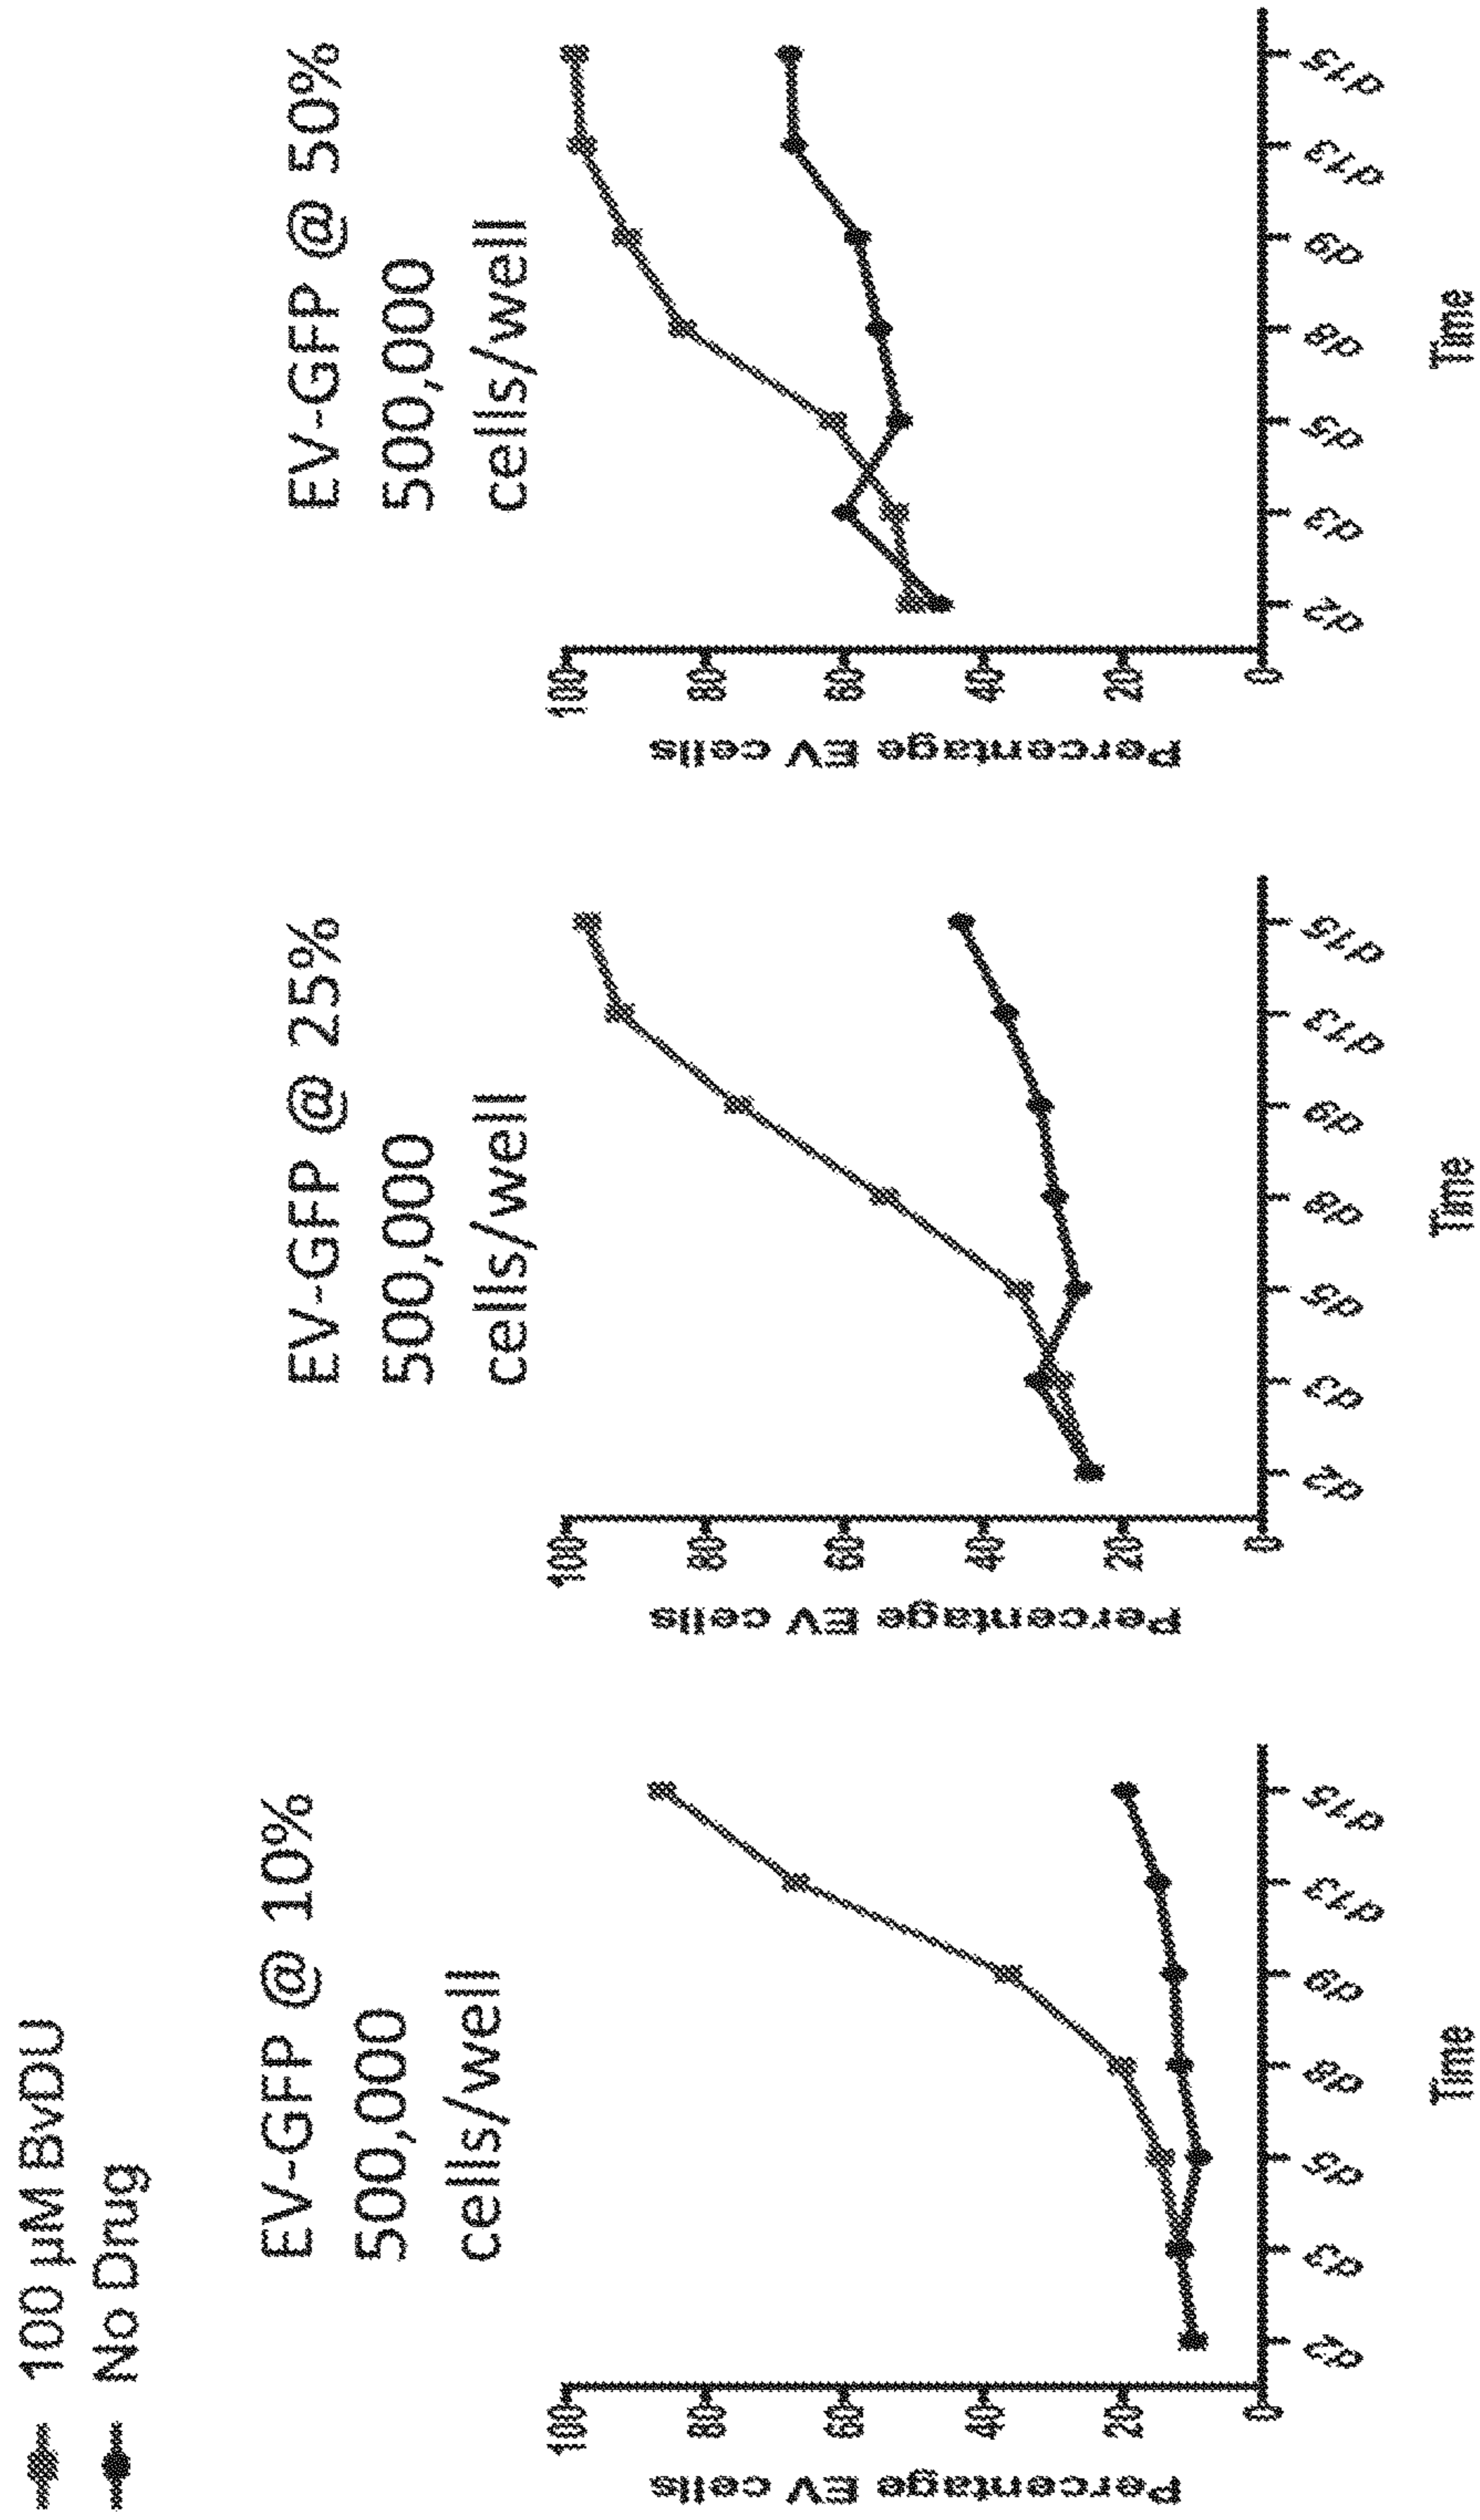 100 µM BvDU
No Drug
EV-GFP @ 10%
500,000
cells/well
Percentage EV cells
100
80
60
40
20
0
d2
d3
d5
d8
d9
d13
d15
Time
EV-GFP @ 25%
500,000
cells/well
Percentage EV cells
100
80
60
40
20
0
d2
d3
d5
d8
d9
d13
d15
Time
EV-GFP @ 50%
500,000
cells/well
Percentage EV cells
100
80
60
40
20
0
d2
d3
d5
d8
d9
d13
d15
Time